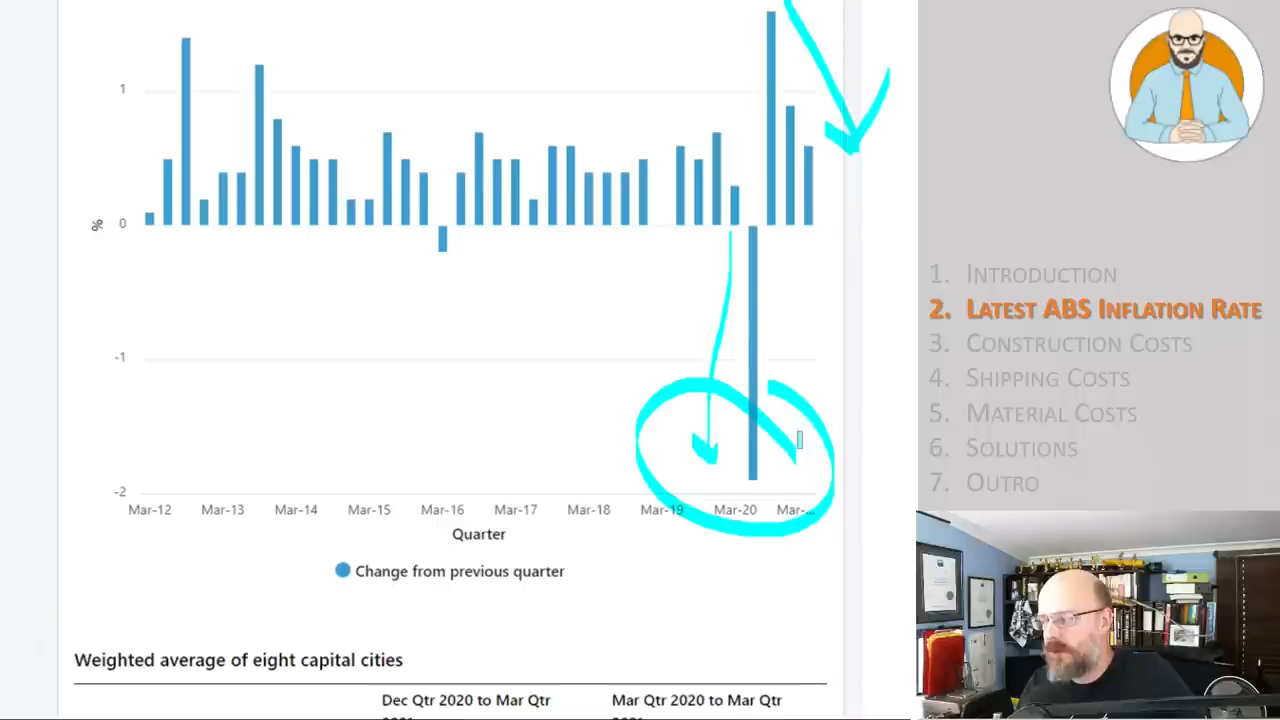 1
0
%
-1
-2
Mar-12 Mar-13 Mar-14 Mar-15 Mar-16 Mar-17 Mar-18 Mar-19 Mar-20 Mar-...
Quarter
Change from previous quarter
Weighted average of eight capital cities
Dec Qtr 2020 to Mar Qtr
Mar Qtr 2020 to Mar Qtr
1. Introduction
2. Latest ABS Inflation Rate
3. Construction Costs
4. Shipping Costs
5. Material Costs
6. Solutions
7. Outro